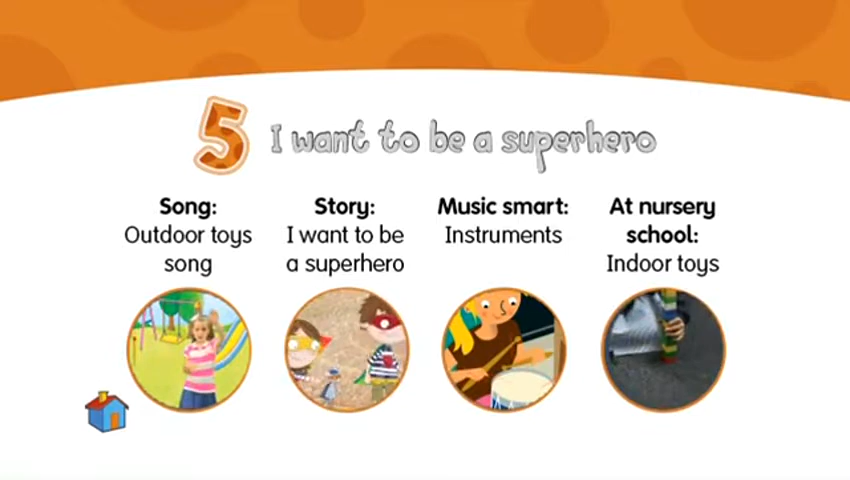 5 I want to be a superhero
Song:
Outdoor toys
song
Story:
I want to be
a superhero
Music smart:
Instruments
At nursery
school:
Indoor toys